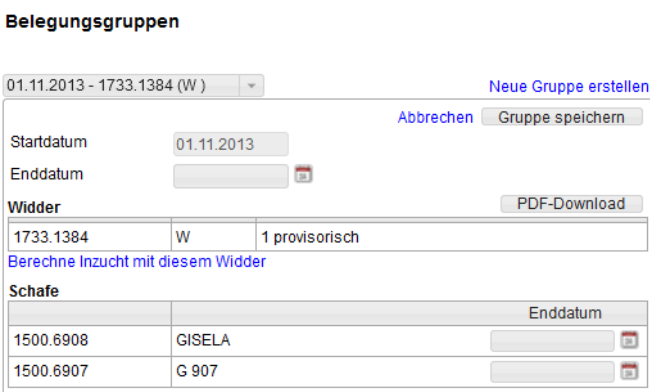 Belegungsgruppen
01.11.2013 - 1733.1384 (W ) Neue Gruppe erstellen
Abbrechen Gruppe speichern
Startdatum 01.11.2013
Enddatum
Widder PDF-Download
1733.1384 W 1 provisorisch
Berechne Inzucht mit diesem Widder
Schafe
Enddatum
1500.6908 GISELA
1500.6907 G 907